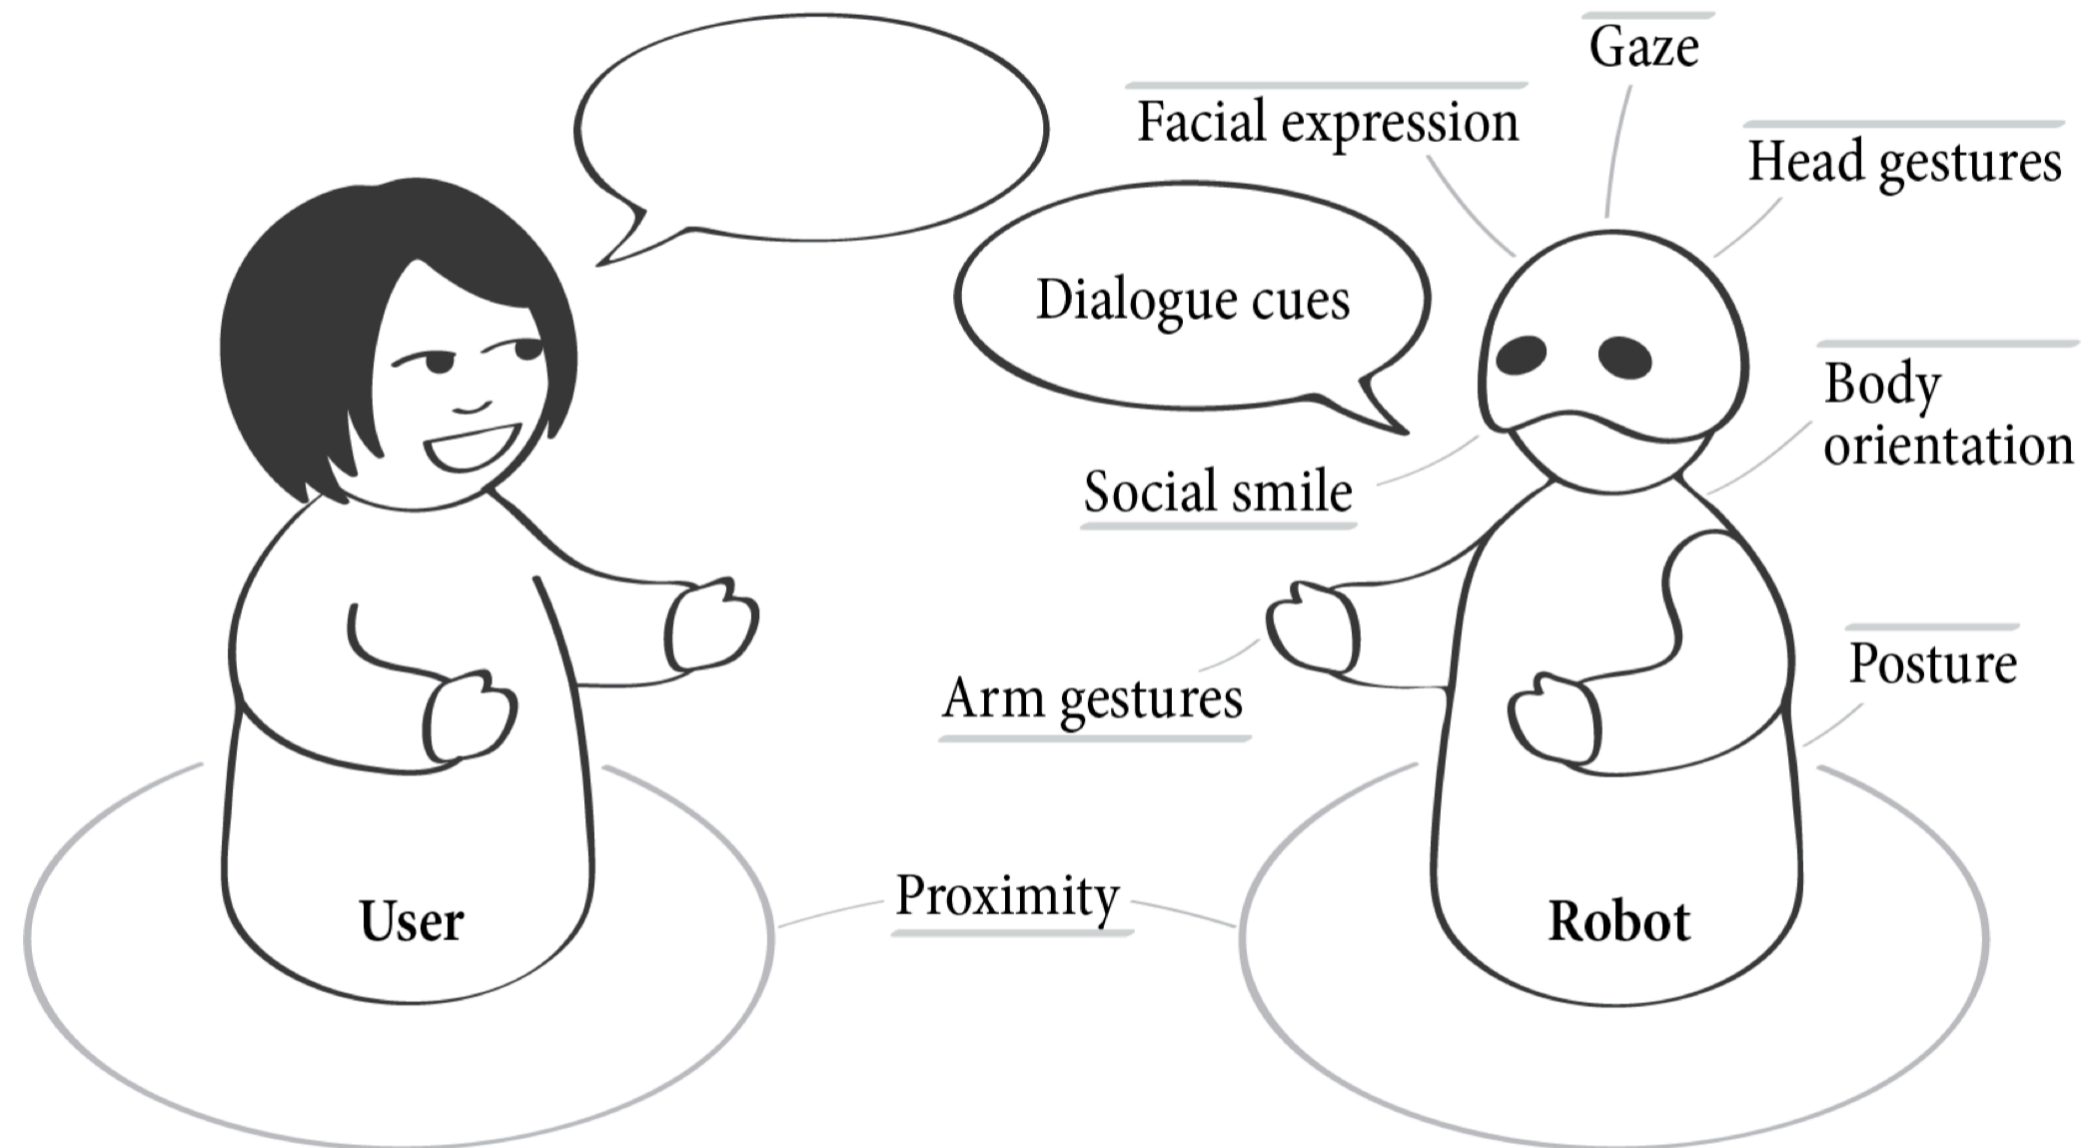 Gaze
Facial expression
Head gestures
Dialogue cues
Body
orientation
Social smile
Posture
Arm gestures
Proximity
User
Robot